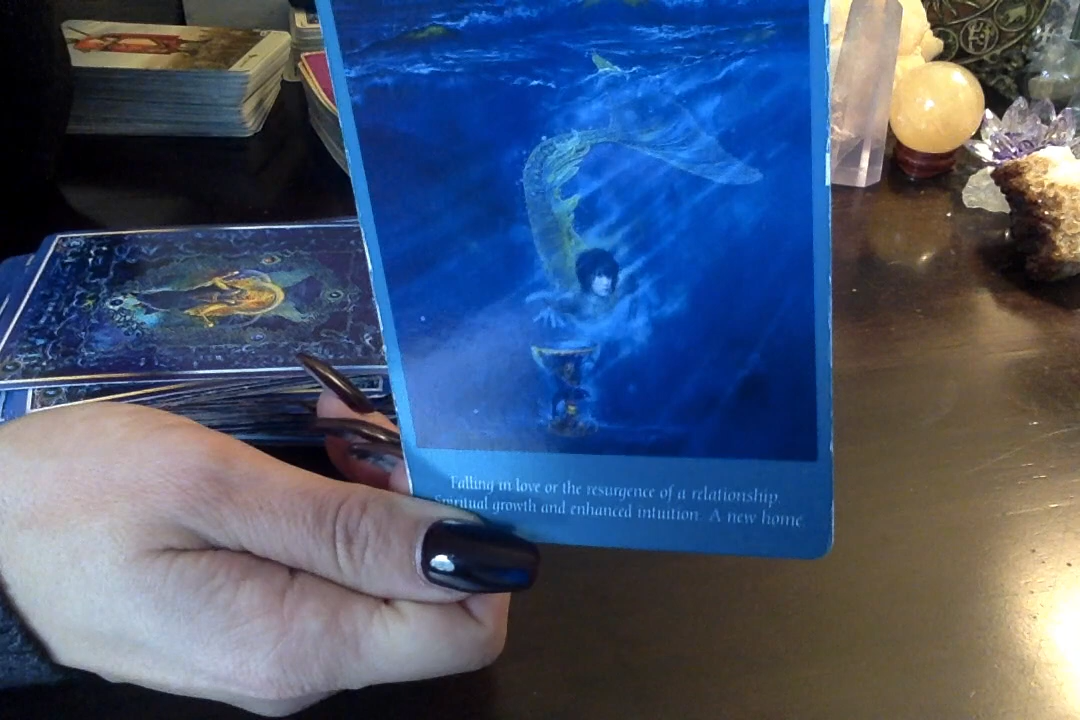 Falling in love or the resurgence of a relationship.
Spiritual growth and enhanced intuition. A new home.